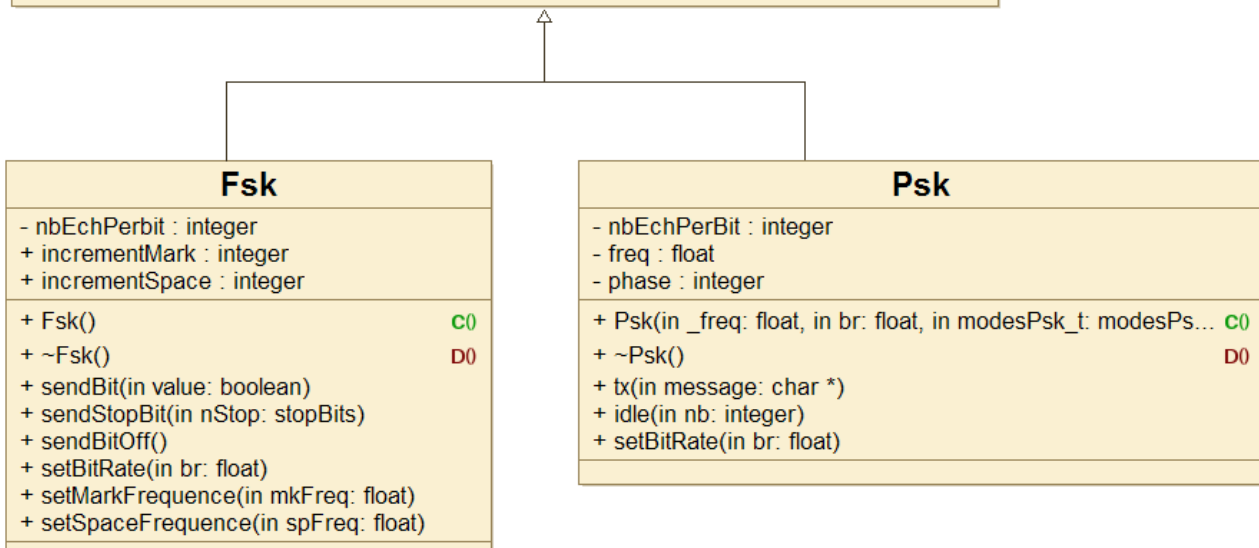 Fsk
- nbEchPerbit : integer
+ incrementMark : integer
+ incrementSpace : integer
+ Fsk() C()
+ ~Fsk() D()
+ sendBit(in value: boolean)
+ sendStopBit(in nStop: stopBits)
+ sendBitOff()
+ setBitRate(in br: float)
+ setMarkFrequence(in mkFreq: float)
+ setSpaceFrequence(in spFreq: float)
Psk
- nbEchPerBit : integer
- freq : float
- phase : integer
+ Psk(in _freq: float, in br: float, in modesPsk_t: modesPs... C()
+ ~Psk() D()
+ tx(in message: char *)
+ idle(in nb: integer)
+ setBitRate(in br: float)